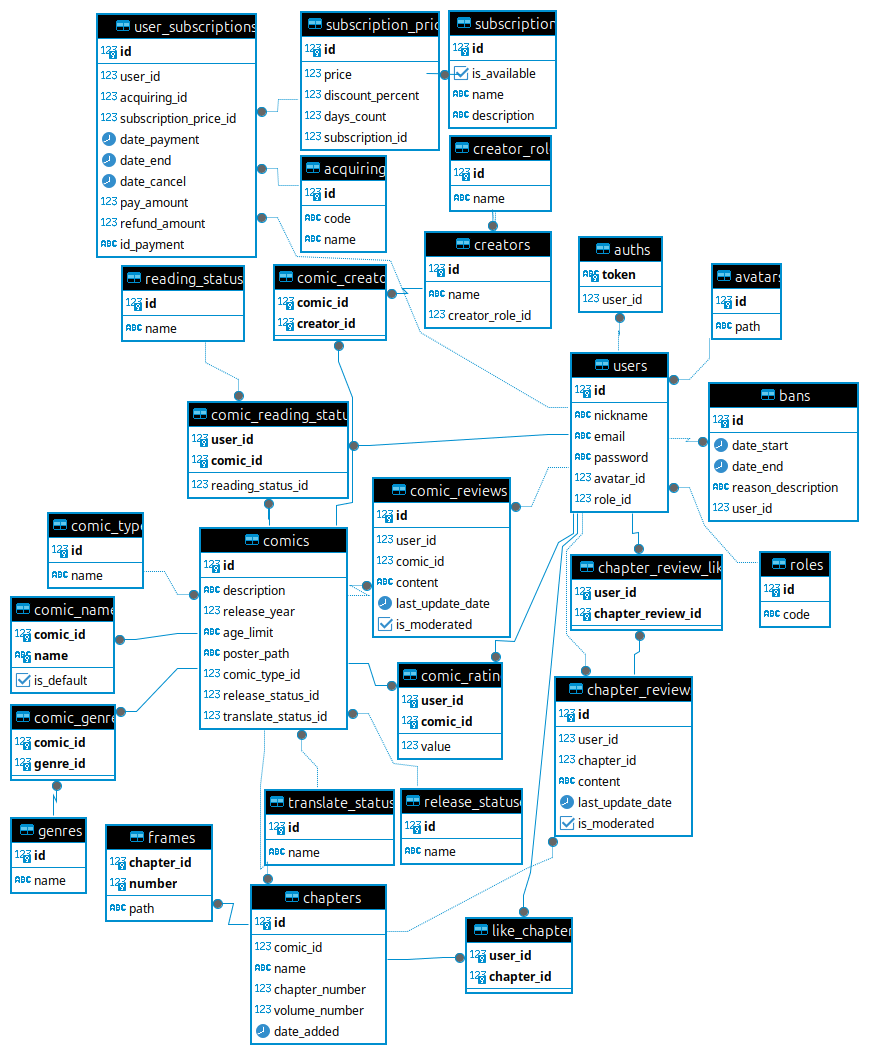 user_subscriptions
123 id
123 user_id
123 acquiring_id
123 subscription_price_id
date_payment
date_end
date_cancel
123 pay_amount
123 refund_amount
ABC id_payment
subscription_pric
123 id
123 price
123 discount_percent
123 days_count
123 subscription_id
subscription
123 id
is_available
ABC name
ABC description
acquiring
123 id
ABC code
ABC name
creator_rol
123 id
ABC name
creators
123 id
ABC name
123 creator_role_id
auths
ABC token
123 user_id
avatars
123 id
ABC path
reading_status
123 id
ABC name
comic_creato
123 comic_id
123 creator_id
users
123 id
ABC nickname
ABC email
ABC password
123 avatar_id
123 role_id
bans
123 id
date_start
date_end
ABC reason_description
123 user_id
comic_reading_statu
123 user_id
123 comic_id
123 reading_status_id
comic_reviews
123 id
123 user_id
123 comic_id
ABC content
last_update_date
is_moderated
comic_type
123 id
ABC name
comics
123 id
ABC description
123 release_year
123 age_limit
ABC poster_path
123 comic_type_id
123 release_status_id
123 translate_status_id
chapter_review_lik
123 user_id
123 chapter_review_id
roles
123 id
ABC code
comic_name
123 comic_id
ABC name
is_default
comic_genre
123 comic_id
123 genre_id
comic_ratin
123 user_id
123 comic_id
123 value
chapter_review
123 id
123 user_id
123 chapter_id
ABC content
last_update_date
is_moderated
translate_status
123 id
ABC name
release_statuse
123 id
ABC name
genres
123 id
ABC name
frames
123 chapter_id
123 number
ABC path
chapters
123 id
123 comic_id
ABC name
123 chapter_number
123 volume_number
date_added
like_chapter
123 user_id
123 chapter_id